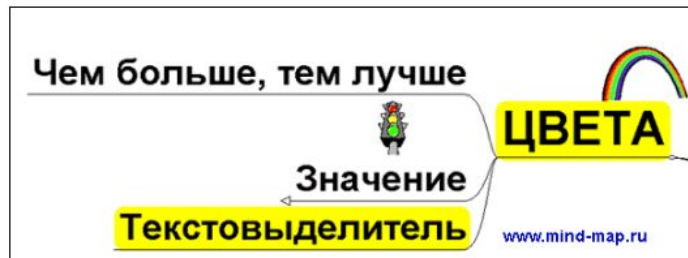 Чем больше, тем лучше
ЦВЕТА
Значение
Текстовыделитель
www.mind-map.ru